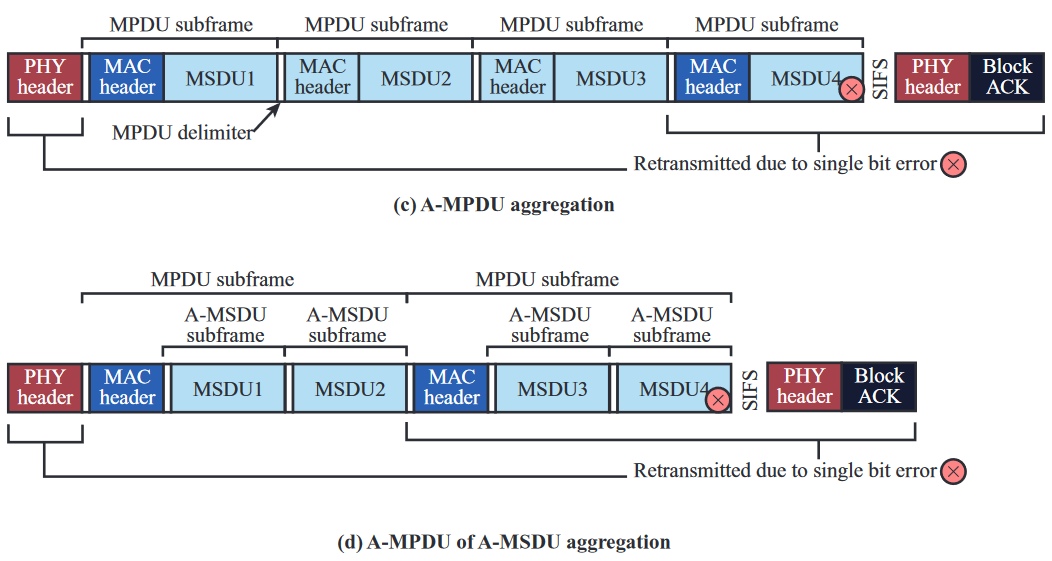 MPDU subframe MPDU subframe MPDU subframe MPDU subframe
PHY header MAC header MSDU1 MAC header MSDU2 MAC header MSDU3 MAC header MSDU4 SIFS PHY header Block ACK
MPDU delimiter
Retransmitted due to single bit error
(c) A-MPDU aggregation
MPDU subframe MPDU subframe
A-MSDU subframe A-MSDU subframe A-MSDU subframe A-MSDU subframe
PHY header MAC header MSDU1 MSDU2 MAC header MSDU3 MSDU4 SIFS PHY header Block ACK
Retransmitted due to single bit error
(d) A-MPDU of A-MSDU aggregation